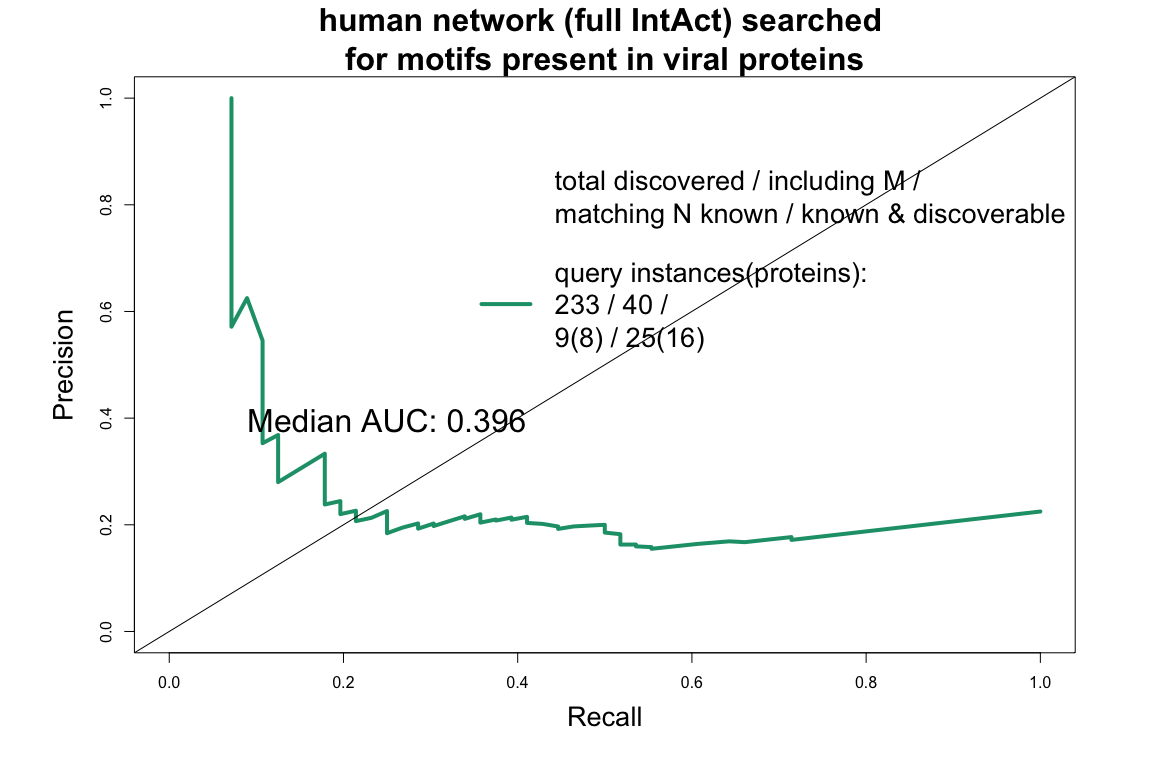 human network (full IntAct) searched
for motifs present in viral proteins
Precision
1.0
0.8
0.6
0.4
0.2
0.0
total discovered / including M /
matching N known / known & discoverable
query instances(proteins):
233 / 40 /
9(8) / 25(16)
Median AUC: 0.396
0.0
0.2
0.4
0.6
0.8
1.0
Recall